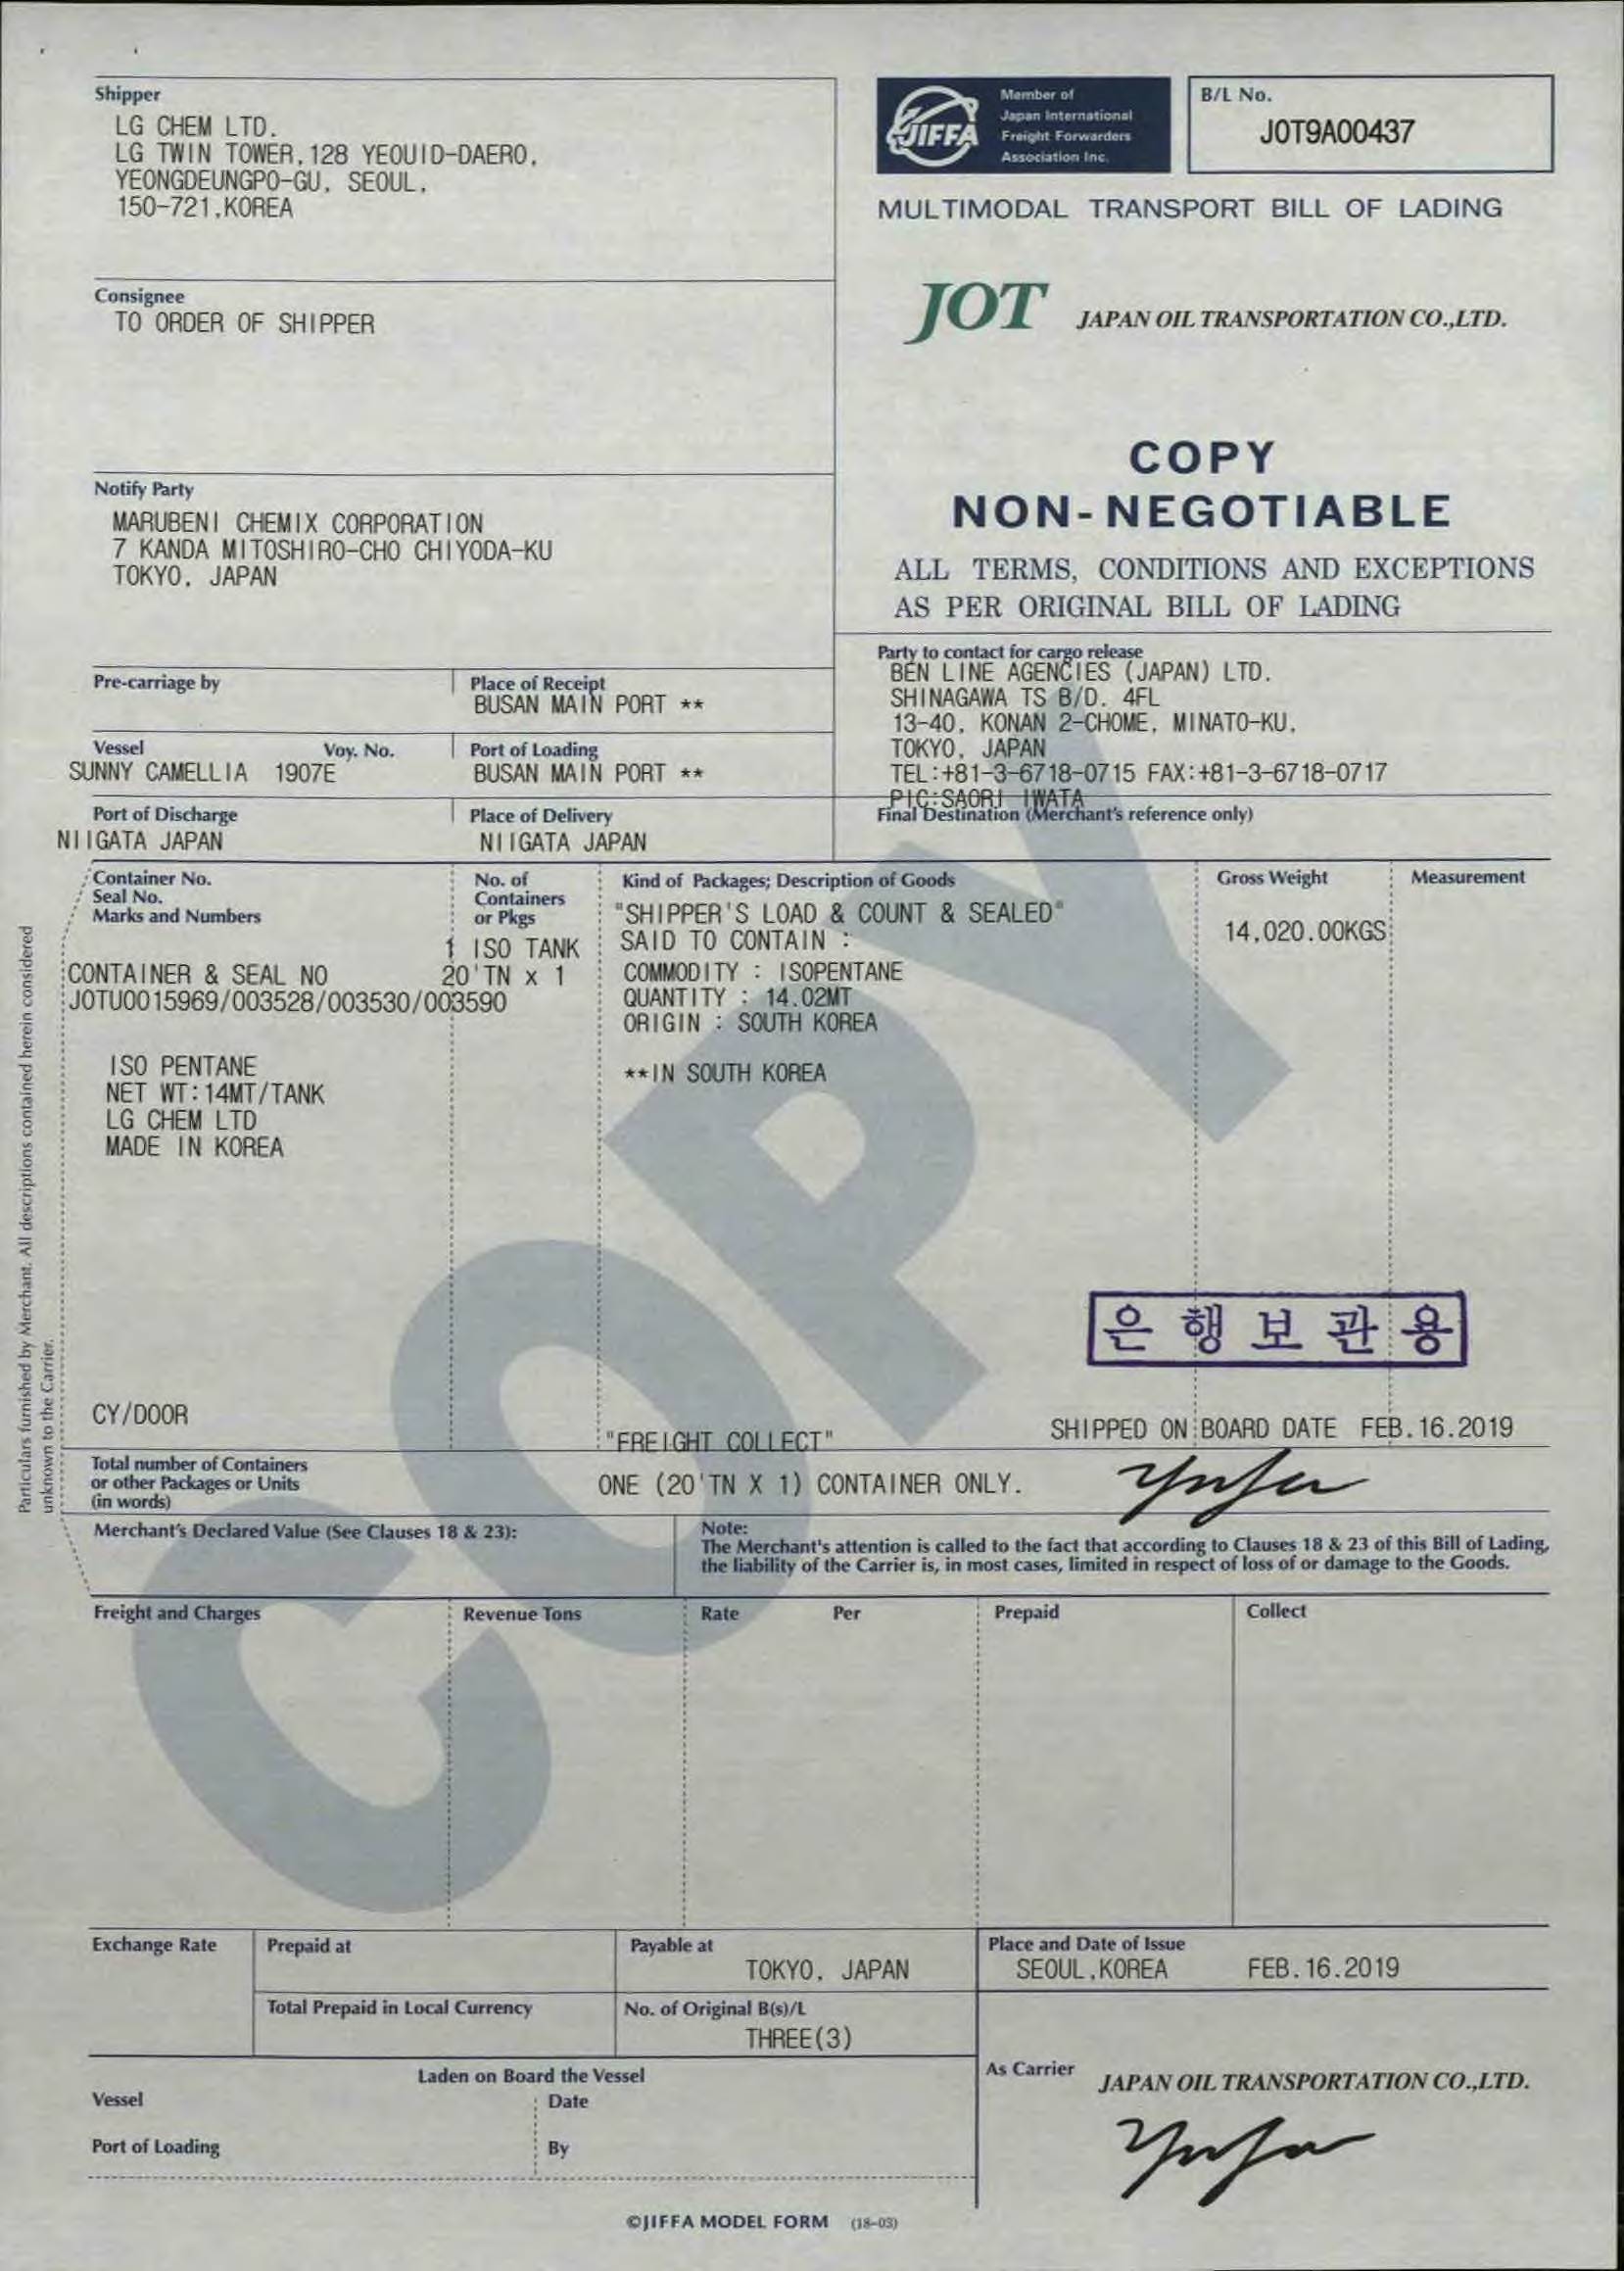 Shipper
LG CHEM LTD.
LG TWIN TOWER,128 YEOUID-DAERO,
YEONGDEUNGPO-GU, SEOUL,
150-721,KOREA
JIFFA
Member of
Japan International
Freight Forwarders
Association Inc.
B/L No.
JOT9A00437
MULTIMODAL TRANSPORT BILL OF LADING
Consignee
TO ORDER OF SHIPPER
JOT JAPAN OIL TRANSPORTATION CO.,LTD.
COPY
NON-NEGOTIABLE
ALL TERMS, CONDITIONS AND EXCEPTIONS
AS PER ORIGINAL BILL OF LADING
Notify Party
MARUBENI CHEMIX CORPORATION
7 KANDA MITOSHIRO-CHO CHIYODA-KU
TOKYO, JAPAN
Party to contact for cargo release
BEN LINE AGENCIES (JAPAN) LTD.
SHINAGAWA TS B/D. 4FL
13-40, KONAN 2-CHOME, MINATO-KU,
TOKYO, JAPAN
TEL:+81-3-6718-0715 FAX:+81-3-6718-0717
PIC:SAORI IWATA
Pre-carriage by
Place of Receipt
BUSAN MAIN PORT **
Vessel Voy. No.
SUNNY CAMELLIA 1907E
Port of Loading
BUSAN MAIN PORT **
Port of Discharge
NIIGATA JAPAN
Place of Delivery
NIIGATA JAPAN
Final Destination (Merchant's reference only)
Container No.
Seal No.
Marks and Numbers
No. of
Containers
or Pkgs
Kind of Packages; Description of Goods
Gross Weight
Measurement
1 ISO TANK
20'TN x 1
CONTAINER & SEAL NO
JOTU0015969/003528/003530/003590
"SHIPPER'S LOAD & COUNT & SEALED"
SAID TO CONTAIN :
COMMODITY : ISOPENTANE
QUANTITY : 14.02MT
ORIGIN : SOUTH KOREA
**IN SOUTH KOREA
14,020.00KGS
ISO PENTANE
NET WT:14MT/TANK
LG CHEM LTD
MADE IN KOREA
COPY
은행보관용
CY/DOOR
"FREIGHT COLLECT"
SHIPPED ON BOARD DATE FEB.16.2019
Particulars furnished by Merchant. All descriptions contained herein considered
unknown to the Carrier.
Total number of Containers
or other Packages or Units
(in words)
ONE (20'TN X 1) CONTAINER ONLY.
Merchant's Declared Value (See Clauses 18 & 23):
Note:
The Merchant's attention is called to the fact that according to Clauses 18 & 23 of this Bill of Lading,
the liability of the Carrier is, in most cases, limited in respect of loss of or damage to the Goods.
Freight and Charges
Revenue Tons
Rate
Per
Prepaid
Collect
Exchange Rate
Prepaid at
Payable at
TOKYO, JAPAN
Place and Date of Issue
SEOUL,KOREA FEB.16.2019
Total Prepaid in Local Currency
No. of Original B(s)/L
THREE(3)
Laden on Board the Vessel
Vessel
Date
Port of Loading
By
As Carrier
JAPAN OIL TRANSPORTATION CO.,LTD.
©JIFFA MODEL FORM (18-03)